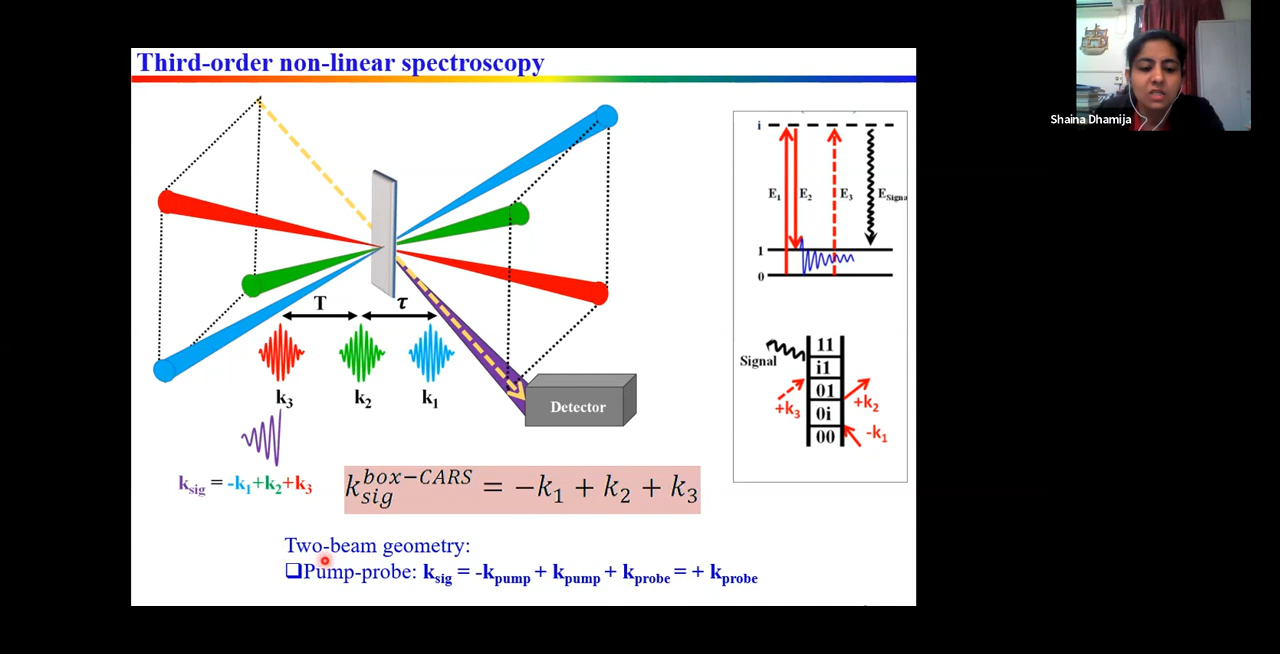 Third-order non-linear spectroscopy
Shaina Dhamija
i
E1 E2 E3 ESigna
1
0
T τ
k3 k2 k1
Detector
11
Signal i1
01
+k3 +k2
0i
00 -k1
ksig = -k1+k2+k3
k_sig^box−CARS = −k1 + k2 + k3
Two-beam geometry:
❑Pump-probe: ksig = -kpump + kpump + kprobe = + kprobe